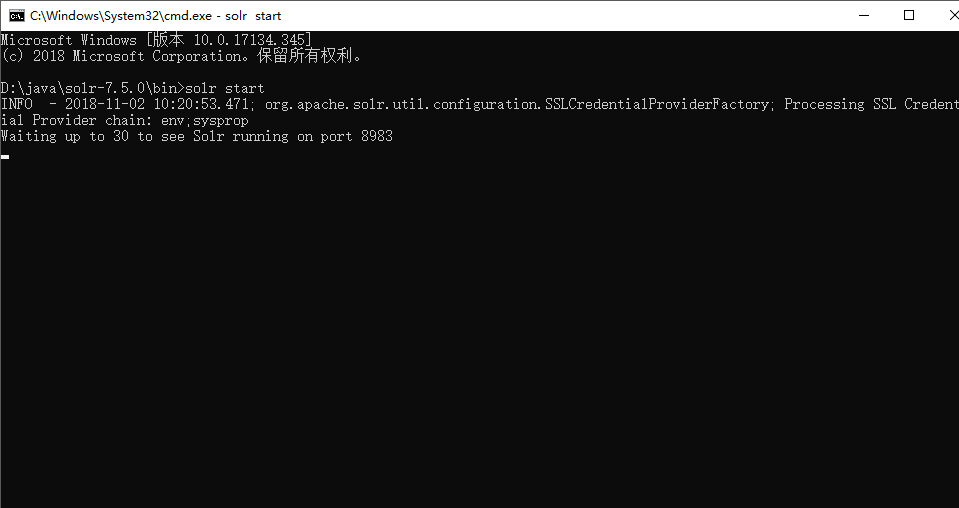 C:\Windows\System32\cmd.exe - solr  start
Microsoft Windows [版本 10.0.17134.345]
(c) 2018 Microsoft Corporation。保留所有权利。
D:\java\solr-7.5.0\bin>solr start
INFO  - 2018-11-02 10:20:53.471; org.apache.solr.util.configuration.SSLCredentialProviderFactory; Processing SSL Credent
ial Provider chain: env;sysprop
Waiting up to 30 to see Solr running on port 8983